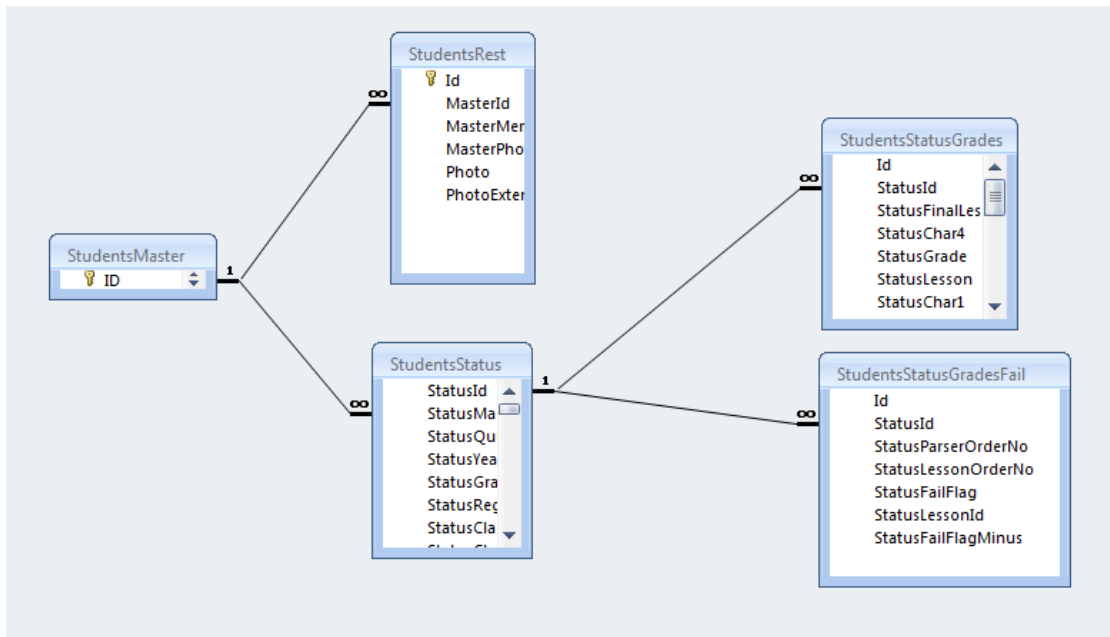 StudentsMaster
ID
1
StudentsRest
∞
Id
MasterId
MasterMer
MasterPho
Photo
PhotoExter
StudentsStatus
∞
1
StatusId
StatusMa
StatusQu
StatusYea
StatusGra
StatusReg
StatusCla
StudentsStatusGrades
∞
Id
StatusId
StatusFinalLes
StatusChar4
StatusGrade
StatusLesson
StatusChar1
StudentsStatusGradesFail
∞
Id
StatusId
StatusParserOrderNo
StatusLessonOrderNo
StatusFailFlag
StatusLessonId
StatusFailFlagMinus